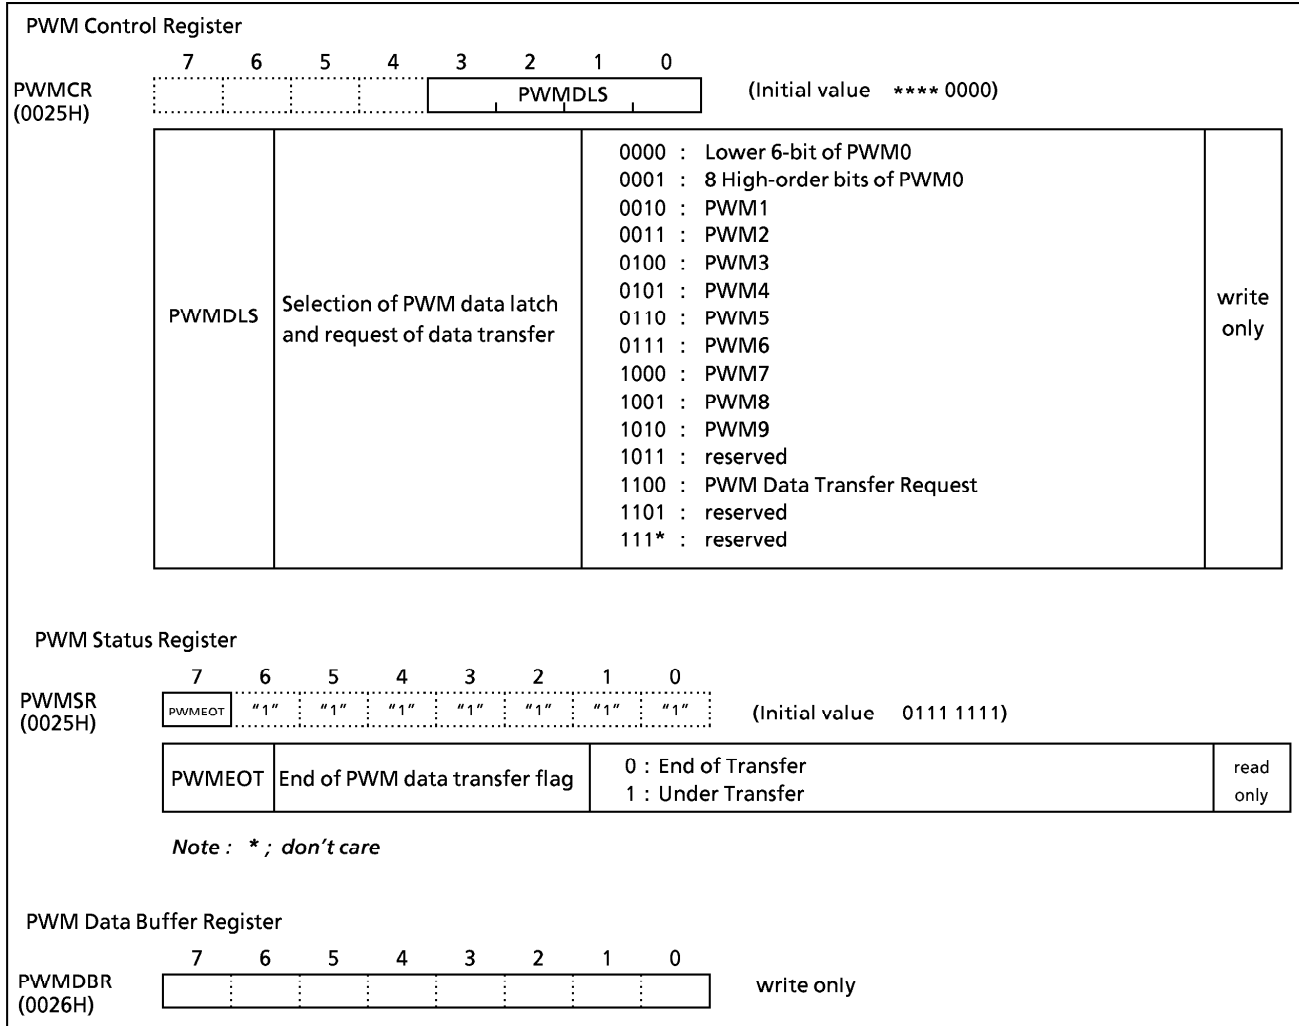 PWM Control Register
7 6 5 4 3 2 1 0
PWMCR
(0025H)
PWMDLS
(Initial value **** 0000)
PWMDLS
Selection of PWM data latch
and request of data transfer
0000 : Lower 6-bit of PWM0
0001 : 8 High-order bits of PWM0
0010 : PWM1
0011 : PWM2
0100 : PWM3
0101 : PWM4
0110 : PWM5
0111 : PWM6
1000 : PWM7
1001 : PWM8
1010 : PWM9
1011 : reserved
1100 : PWM Data Transfer Request
1101 : reserved
111* : reserved
write
only
PWM Status Register
7 6 5 4 3 2 1 0
PWMSR
(0025H)
PWMEOT "1" "1" "1" "1" "1" "1" "1"
(Initial value 0111 1111)
PWMEOT
End of PWM data transfer flag
0 : End of Transfer
1 : Under Transfer
read
only
Note : * ; don't care
PWM Data Buffer Register
7 6 5 4 3 2 1 0
PWMDBR
(0026H)
write only